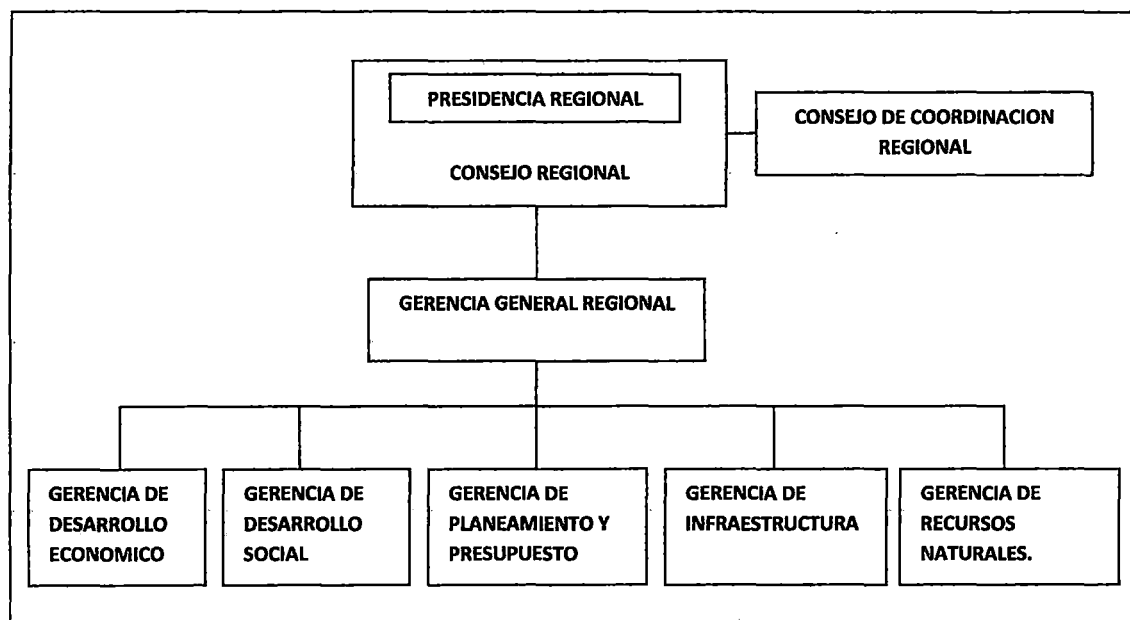 PRESIDENCIA REGIONAL
CONSEJO REGIONAL
CONSEJO DE COORDINACION
REGIONAL
GERENCIA GENERAL REGIONAL
GERENCIA DE
DESARROLLO
ECONOMICO
GERENCIA DE
DESARROLLO
SOCIAL
GERENCIA DE
PLANEAMIENTO Y
PRESUPUESTO
GERENCIA DE
INFRAESTRUCTURA
GERENCIA DE
RECURSOS
NATURALES.